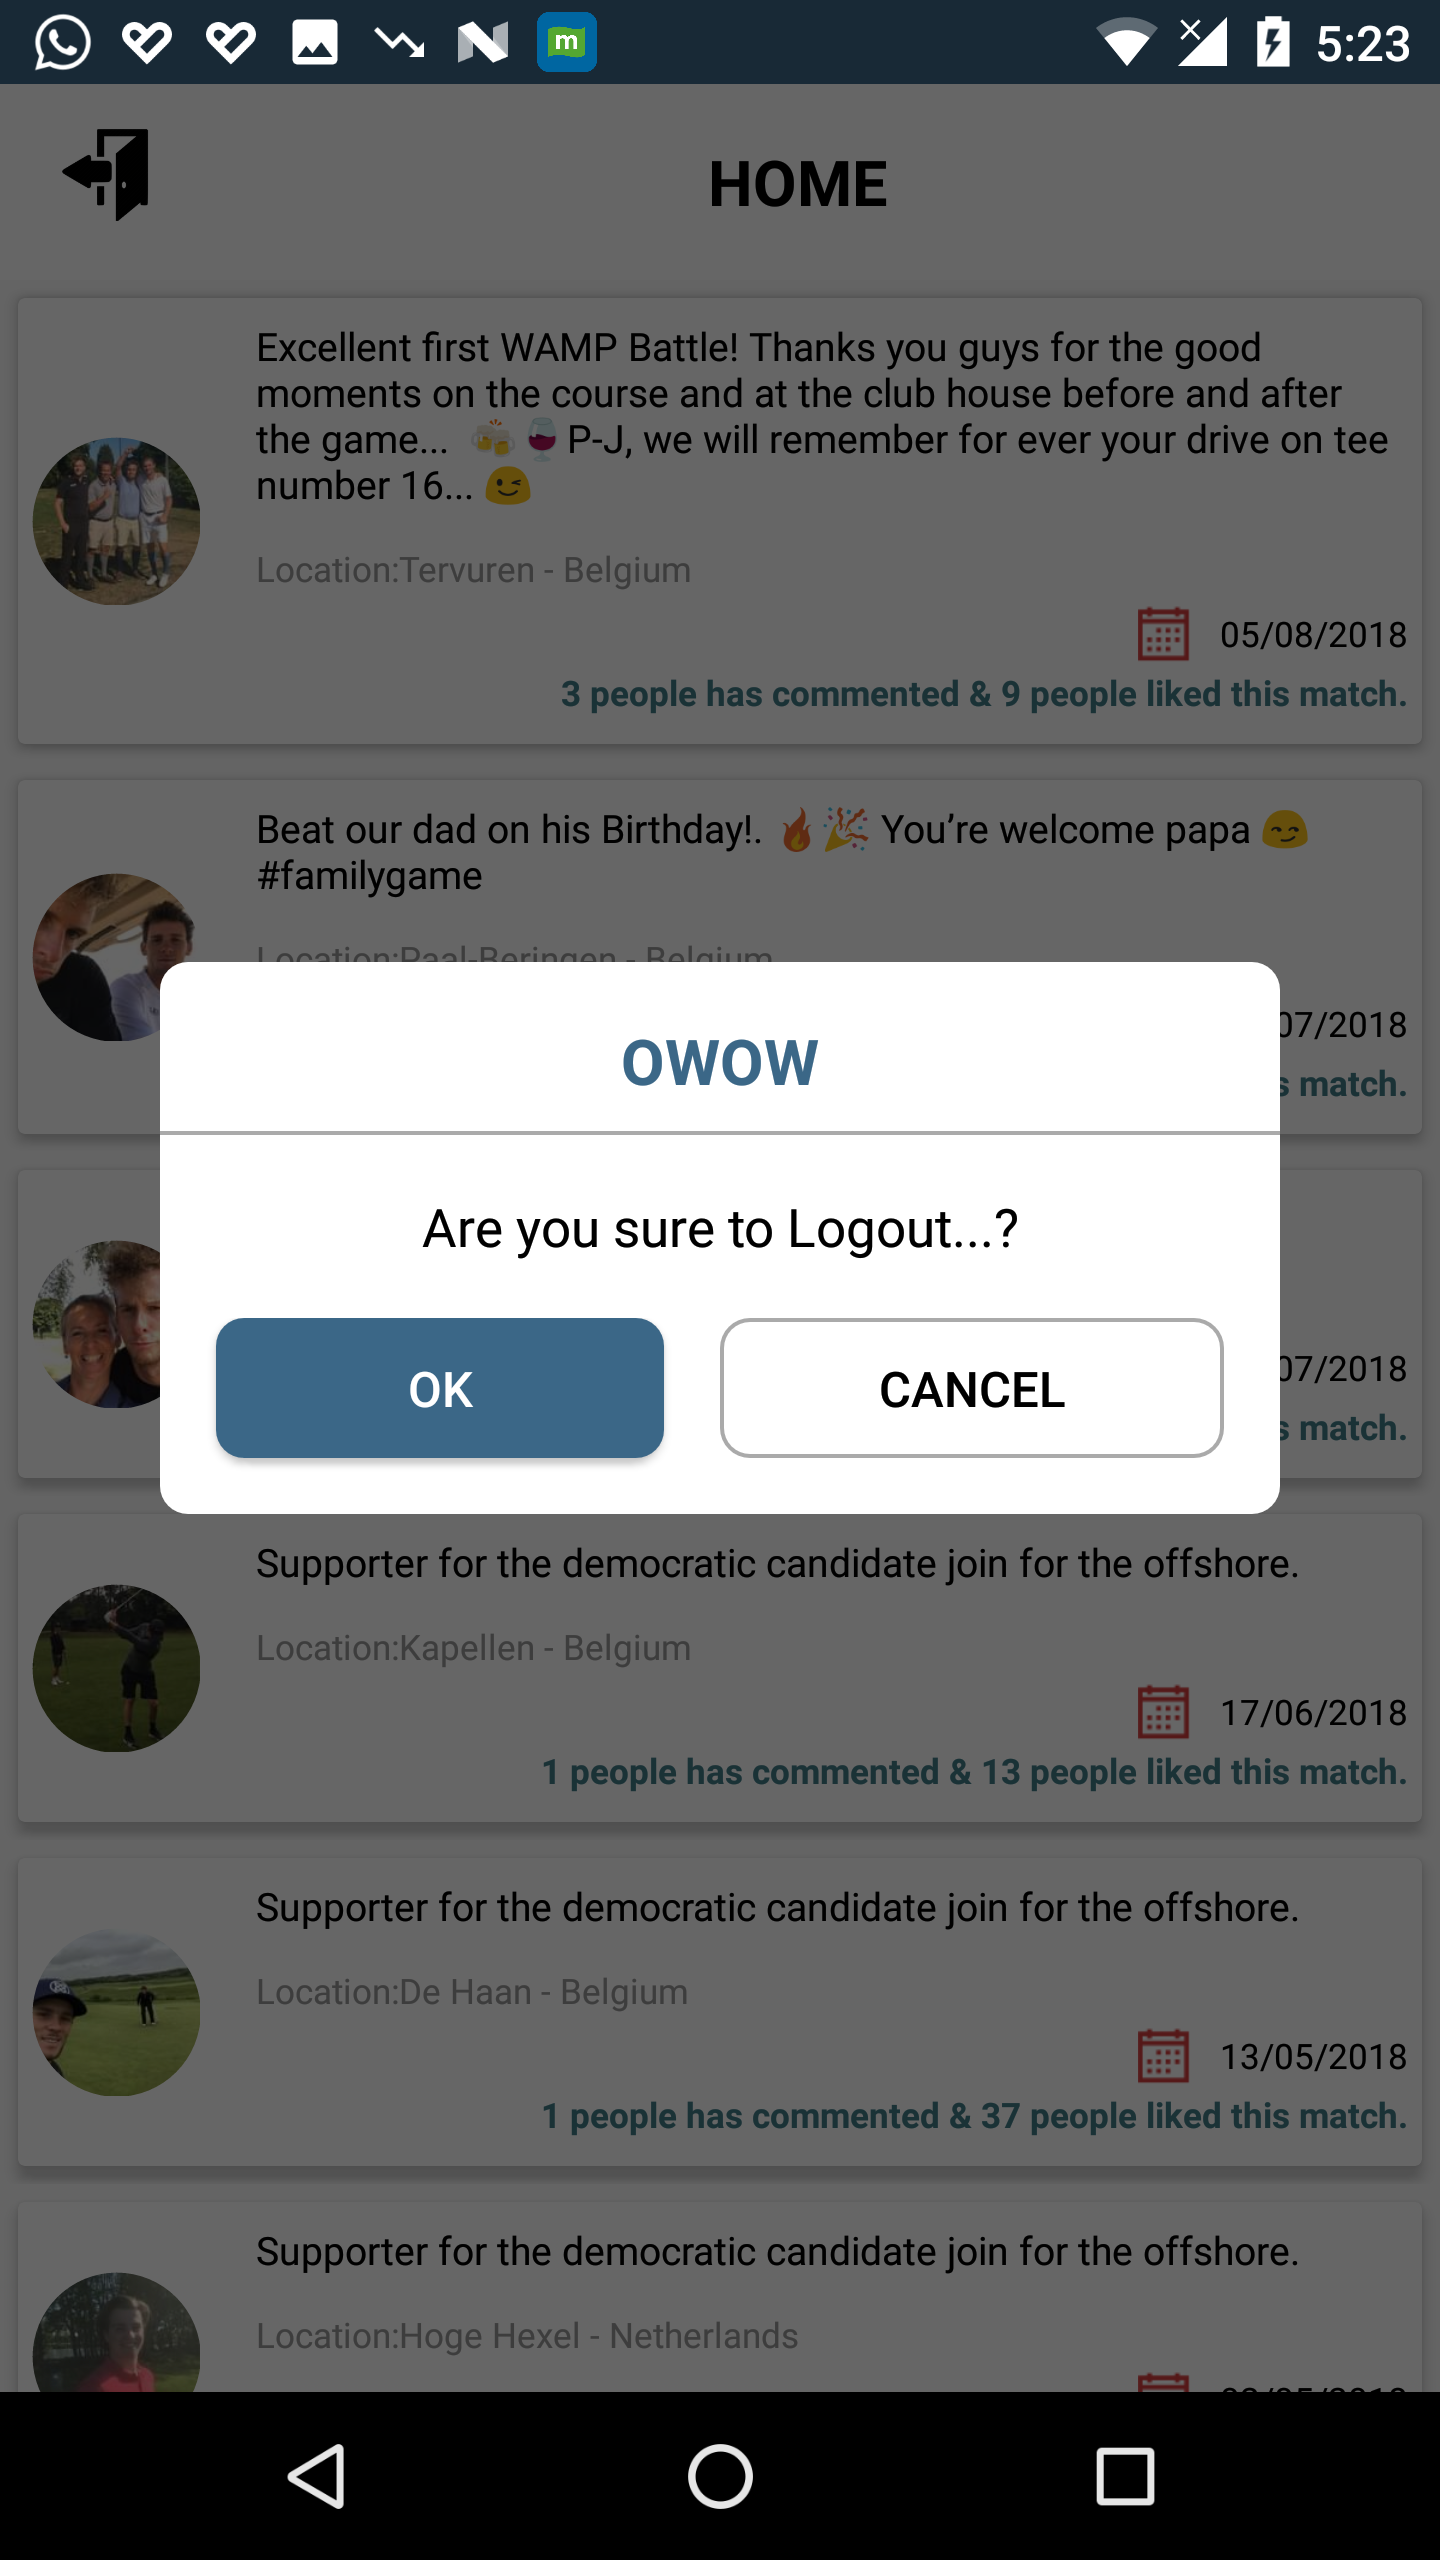 5:23
HOME
Excellent first WAMP Battle! Thanks you guys for the good
moments on the course and at the club house before and after
the game... 🍻🍷P-J, we will remember for ever your drive on tee
number 16... 😉
Location:Tervuren - Belgium
05/08/2018
3 people has commented & 9 people liked this match.
Beat our dad on his Birthday!. 🔥🎉 You’re welcome papa 😏
#familygame
Location:Paal-Beringen - Belgium
07/2018
match.
OWOW
Are you sure to Logout...?
OK
CANCEL
07/2018
match.
Supporter for the democratic candidate join for the offshore.
Location:Kapellen - Belgium
17/06/2018
1 people has commented & 13 people liked this match.
Supporter for the democratic candidate join for the offshore.
Location:De Haan - Belgium
13/05/2018
1 people has commented & 37 people liked this match.
Supporter for the democratic candidate join for the offshore.
Location:Hoge Hexel - Netherlands